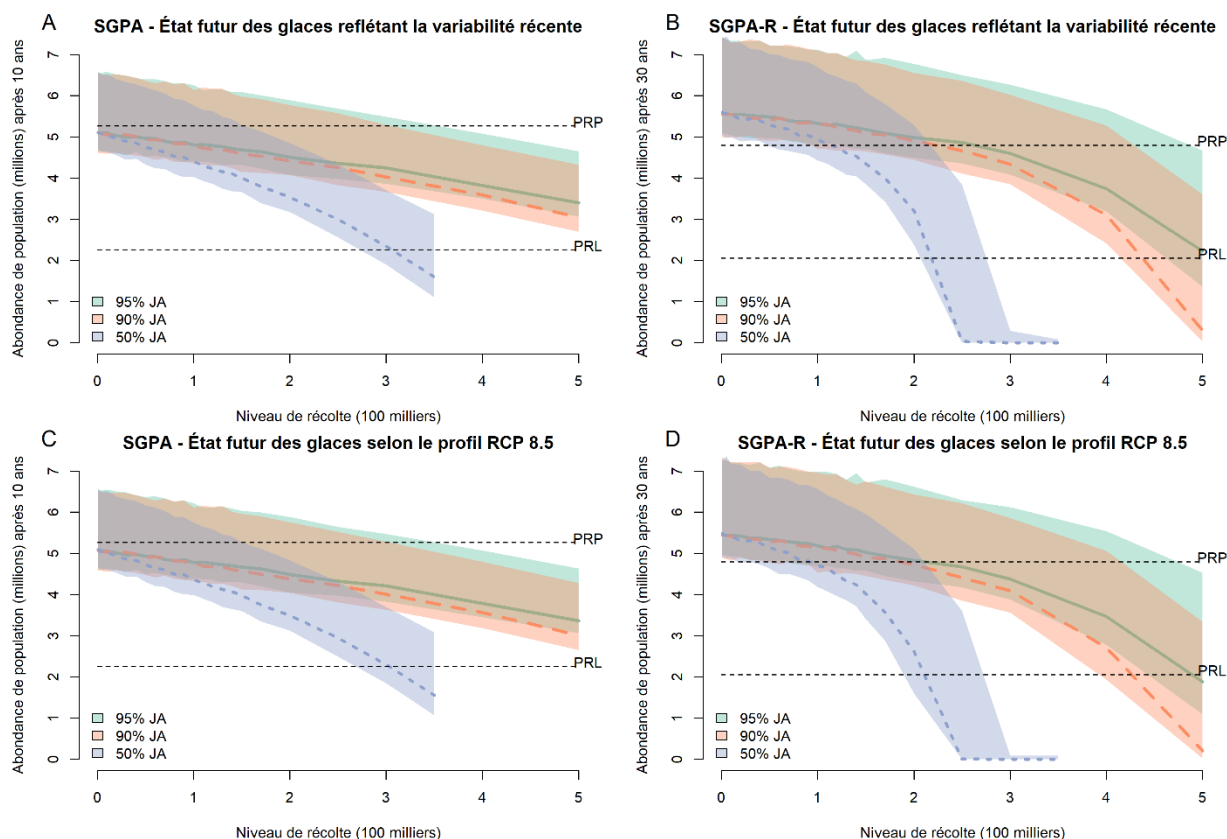 A
SGPA - État futur des glaces reflétant la variabilité récente
Abondance de population (millions) après 10 ans
7
6
5
4
3
2
1
0
PRP
PRL
95% JA
90% JA
50% JA
0 1 2 3 4 5
Niveau de récolte (100 milliers)
B
SGPA-R - État futur des glaces reflétant la variabilité récente
Abondance de population (millions) après 30 ans
7
6
5
4
3
2
1
0
PRP
PRL
95% JA
90% JA
50% JA
0 1 2 3 4 5
Niveau de récolte (100 milliers)
C
SGPA - État futur des glaces selon le profil RCP 8.5
Abondance de population (millions) après 10 ans
7
6
5
4
3
2
1
0
PRP
PRL
95% JA
90% JA
50% JA
0 1 2 3 4 5
Niveau de récolte (100 milliers)
D
SGPA-R - État futur des glaces selon le profil RCP 8.5
Abondance de population (millions) après 30 ans
7
6
5
4
3
2
1
0
PRP
PRL
95% JA
90% JA
50% JA
0 1 2 3 4 5
Niveau de récolte (100 milliers)